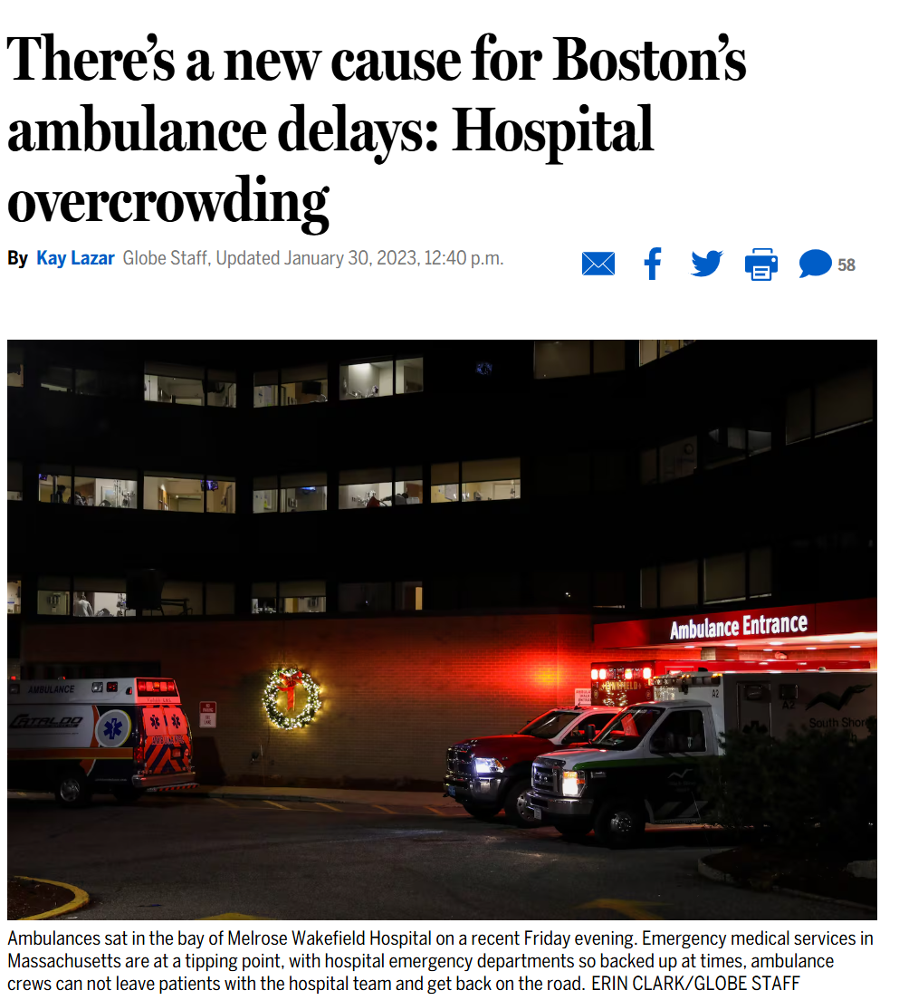 There’s a new cause for Boston’s
ambulance delays: Hospital
overcrowding
By Kay Lazar Globe Staff, Updated January 30, 2023, 12:40 p.m.
58
Ambulance Entrance
AMBULANCE
CATALDO
A2
A2
South Shor
Ambulances sat in the bay of Melrose Wakefield Hospital on a recent Friday evening. Emergency medical services in
Massachusetts are at a tipping point, with hospital emergency departments so backed up at times, ambulance
crews can not leave patients with the hospital team and get back on the road. ERIN CLARK/GLOBE STAFF